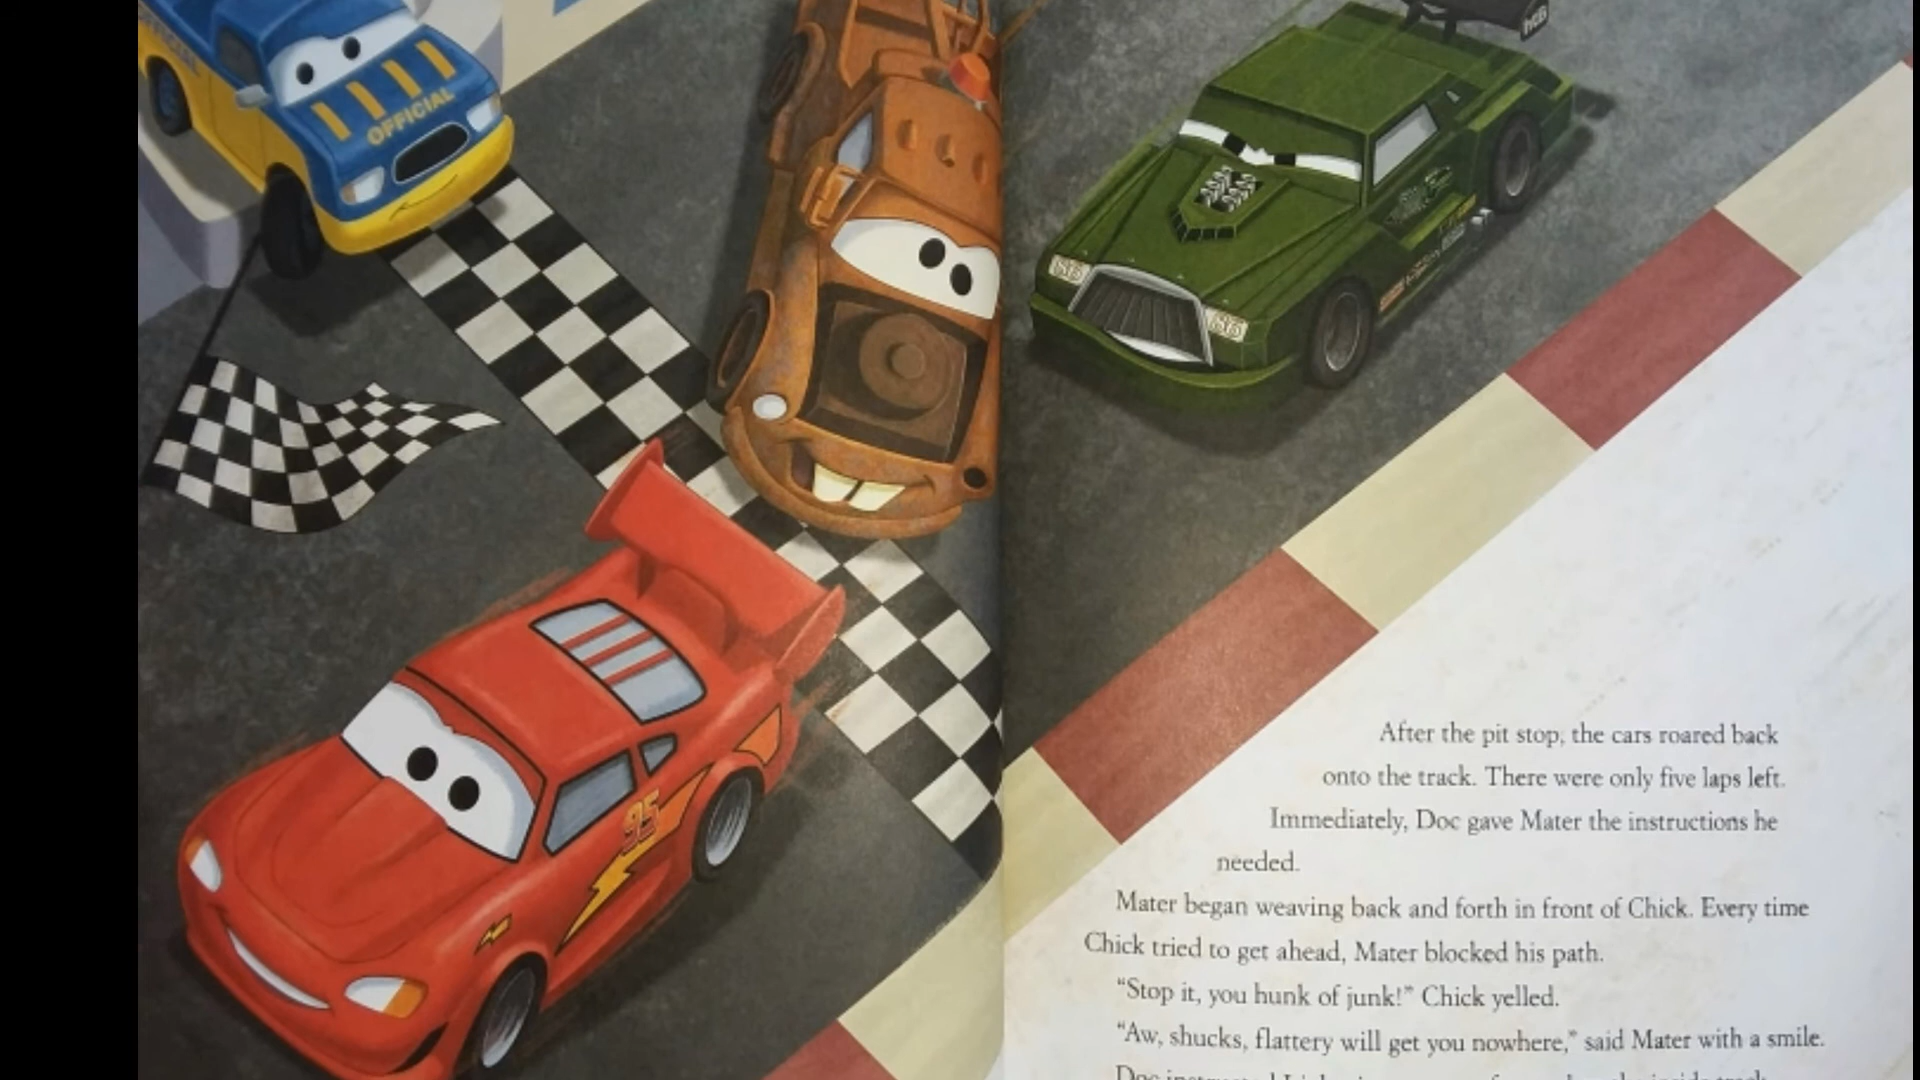 OFFICIAL
HTB
95
After the pit stop, the cars roared back
onto the track. There were only five laps left.
Immediately, Doc gave Mater the instructions he
needed.
Mater began weaving back and forth in front of Chick. Every time
Chick tried to get ahead, Mater blocked his path.
“Stop it, you hunk of junk!” Chick yelled.
“Aw, shucks, flattery will get you nowhere,” said Mater with a smile.
Doc